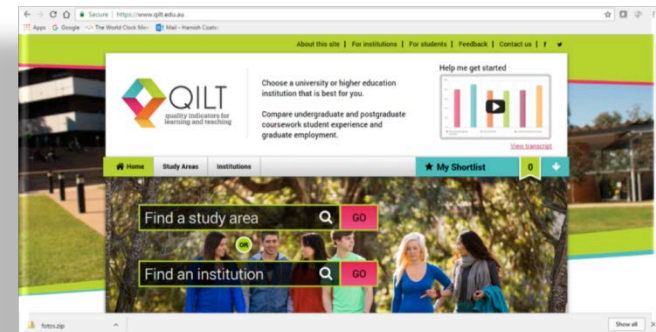 Secure | https://www.qilt.edu.au
Apps Google The World Clock Mee Mail - Hamish Coate
About this site | For institutions | For students | Feedback | Contact us | f
QILT
quality indicators for
learning and teaching
Choose a university or higher education
institution that is best for you.
Compare undergraduate and postgraduate
coursework student experience and
graduate employment.
Help me get started
View transcript
Home Study Areas Institutions
My Shortlist 0
Find a study area GO
OR
Find an institution GO
fotos.zip Show all